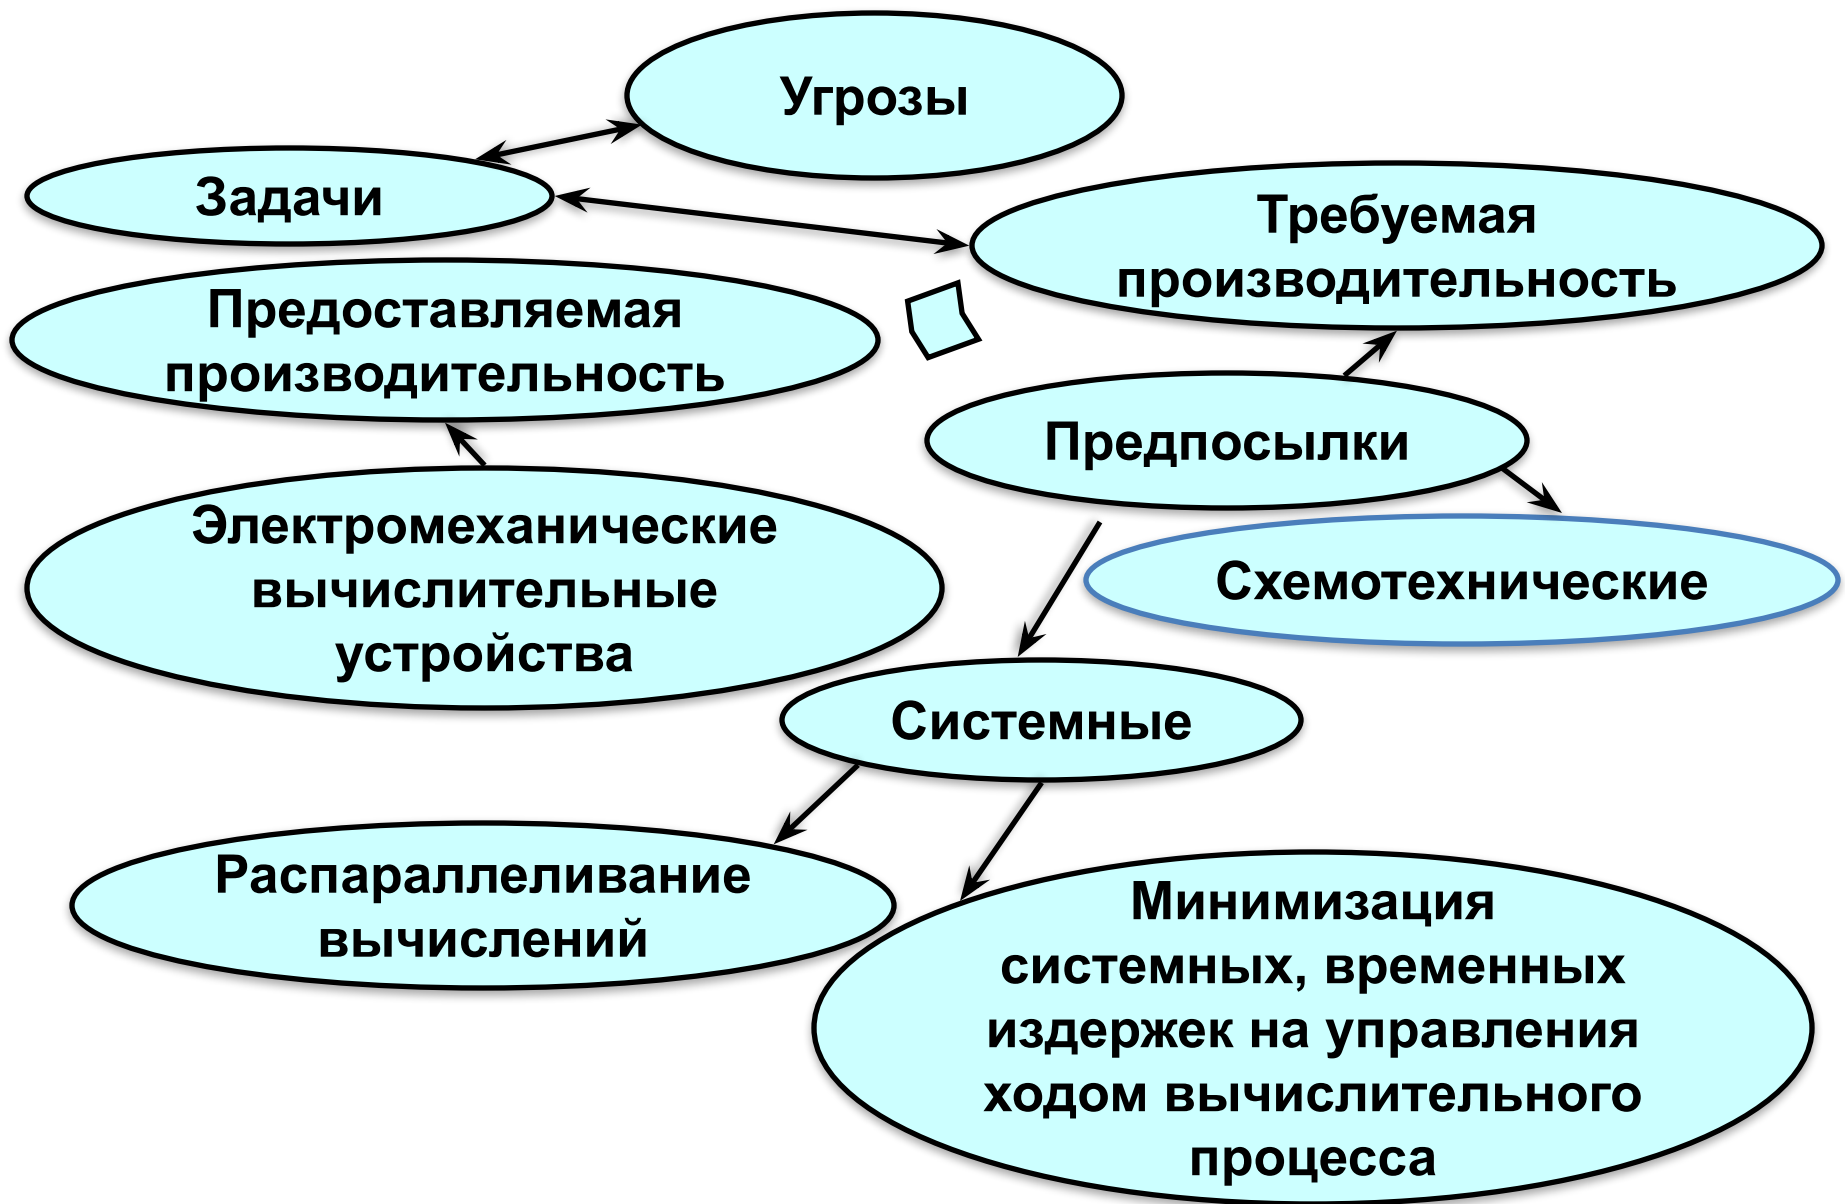 Угрозы
Задачи
Требуемая
производительность
Предоставляемая
производительность
Предпосылки
Электромеханические
вычислительные
устройства
Схемотехнические
Системные
Распараллеливание
вычислений
Минимизация
системных, временных
издержек на управления
ходом вычислительного
процесса